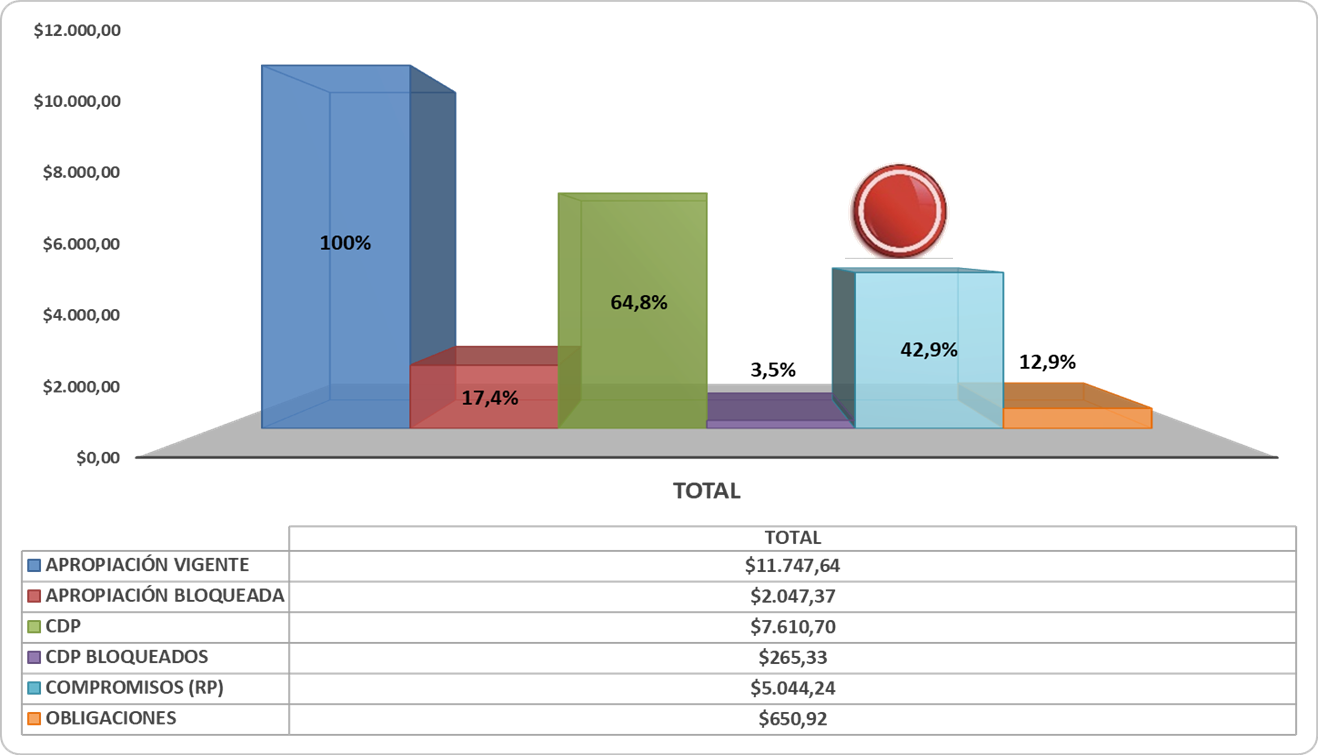 $12.000,00
$10.000,00
$8.000,00
$6.000,00
$4.000,00
$2.000,00
$0,00
100%
17,4%
64,8%
3,5%
42,9%
12,9%
TOTAL
TOTAL
APROPIACIÓN VIGENTE $11.747,64
APROPIACIÓN BLOQUEADA $2.047,37
CDP $7.610,70
CDP BLOQUEADOS $265,33
COMPROMISOS (RP) $5.044,24
OBLIGACIONES $650,92